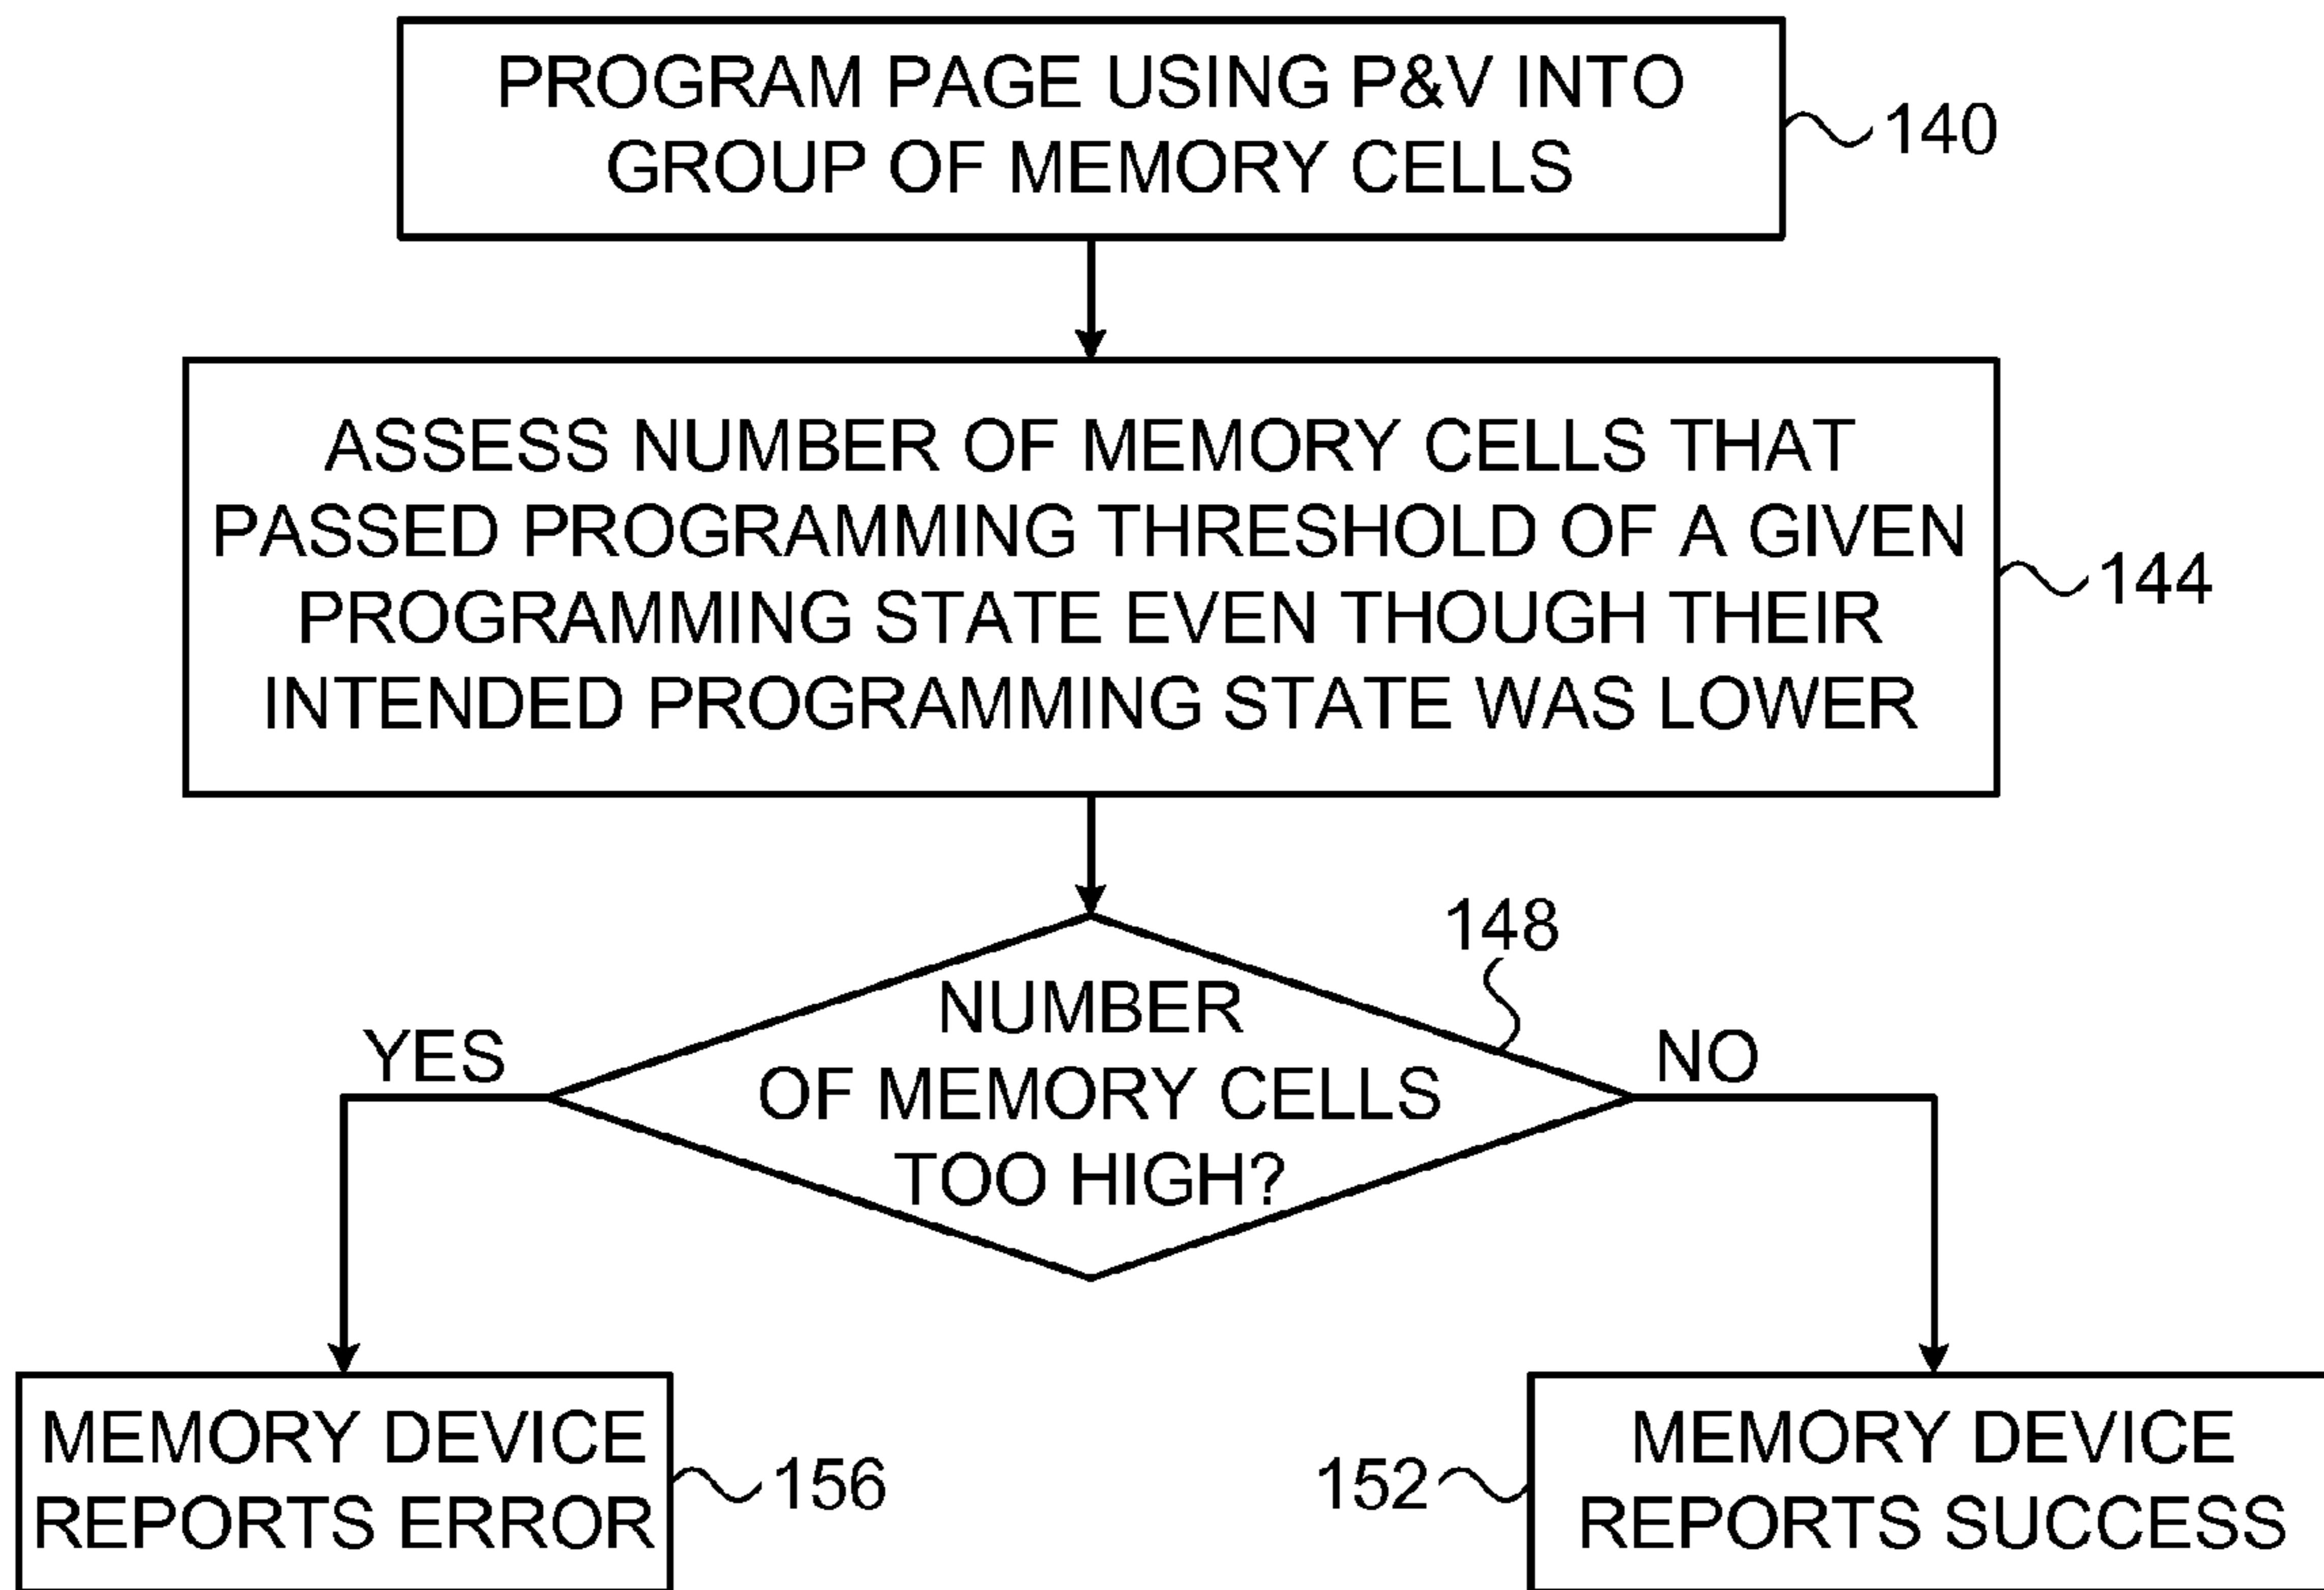 PROGRAM PAGE USING P&V INTO
GROUP OF MEMORY CELLS
140
ASSESS NUMBER OF MEMORY CELLS THAT
PASSED PROGRAMMING THRESHOLD OF A GIVEN
PROGRAMMING STATE EVEN THOUGH THEIR
INTENDED PROGRAMMING STATE WAS LOWER
144
148
NUMBER
OF MEMORY CELLS
TOO HIGH?
YES
NO
MEMORY DEVICE
REPORTS ERROR
156
152
MEMORY DEVICE
REPORTS SUCCESS